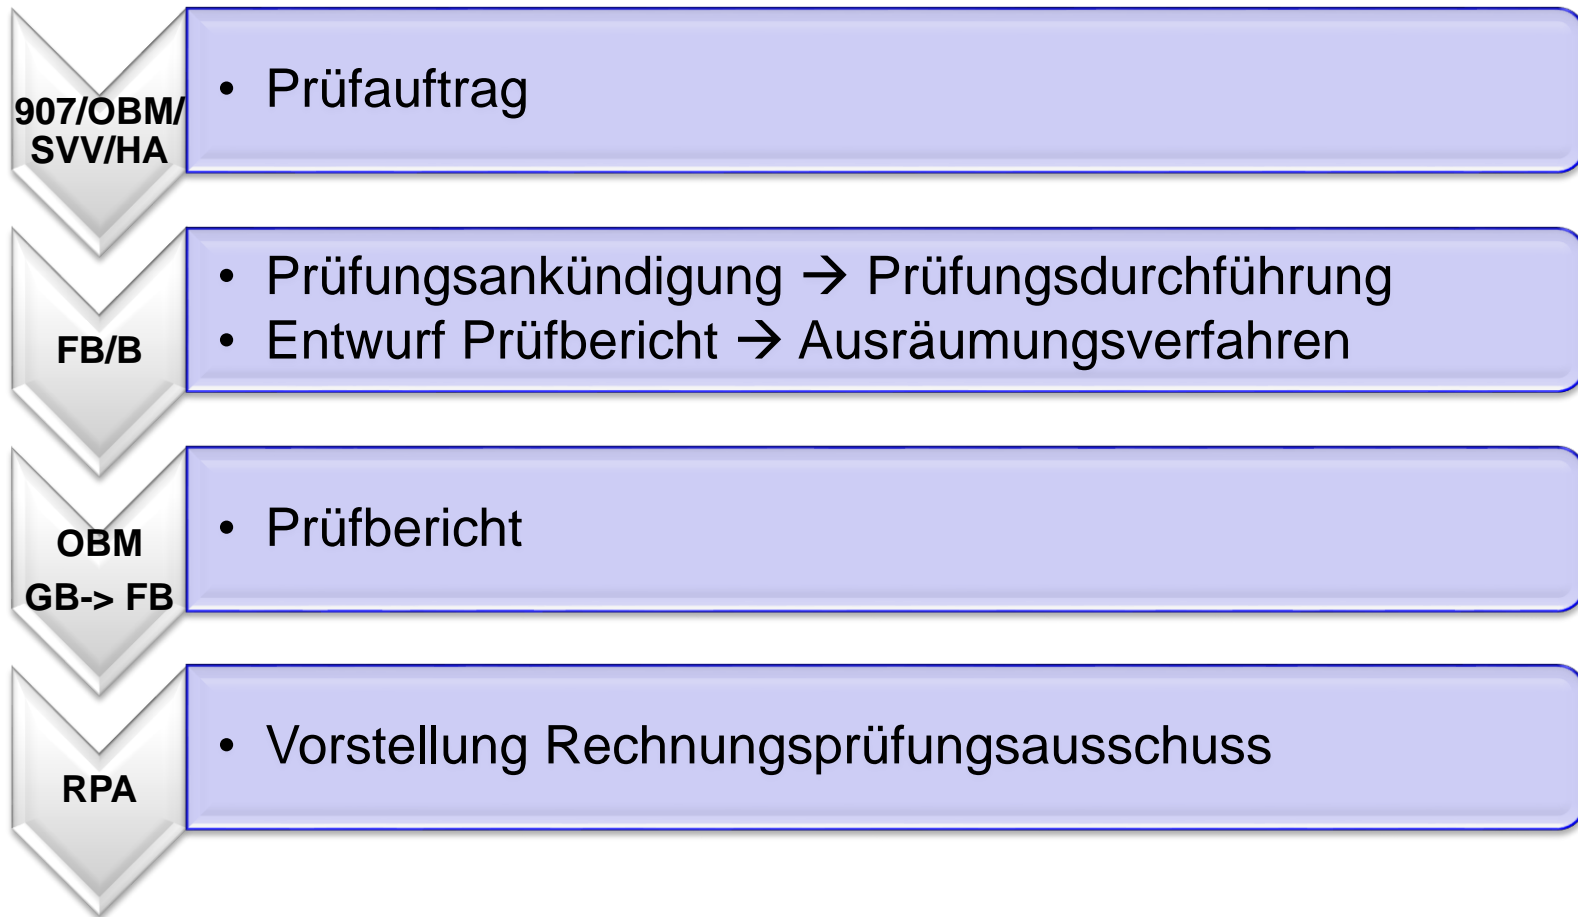 907/OBM/
SVV/HA
• Prüfauftrag
FB/B
• Prüfungsankündigung → Prüfungsdurchführung
• Entwurf Prüfbericht → Ausräumungsverfahren
OBM
GB-> FB
• Prüfbericht
RPA
• Vorstellung Rechnungsprüfungsausschuss